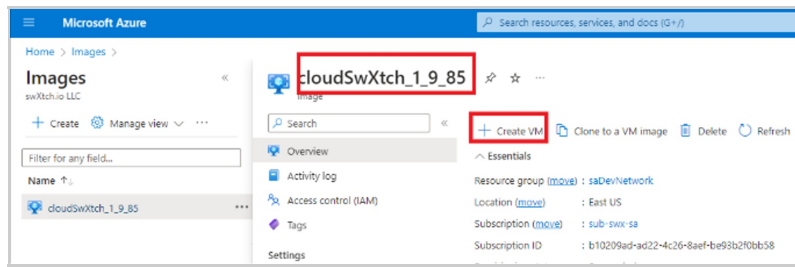 Microsoft Azure
Search resources, services, and docs (G+/)
Home > Images >
Images
swXtch.io LLC
+ Create Manage view ...
Filter for any field...
Name ↑↓
cloudSwXtch_1_9_85 ...
cloudSwXtch_1_9_85 ...
Image
Search
Overview
Activity log
Access control (IAM)
Tags
Settings
+ Create VM Clone to a VM image Delete Refresh
Essentials
Resource group (move) : saDevNetwork
Location (move) : East US
Subscription (move) : sub-swx-sa
Subscription ID : b10209ad-ad22-4c26-8aef-be93b2f0bb58